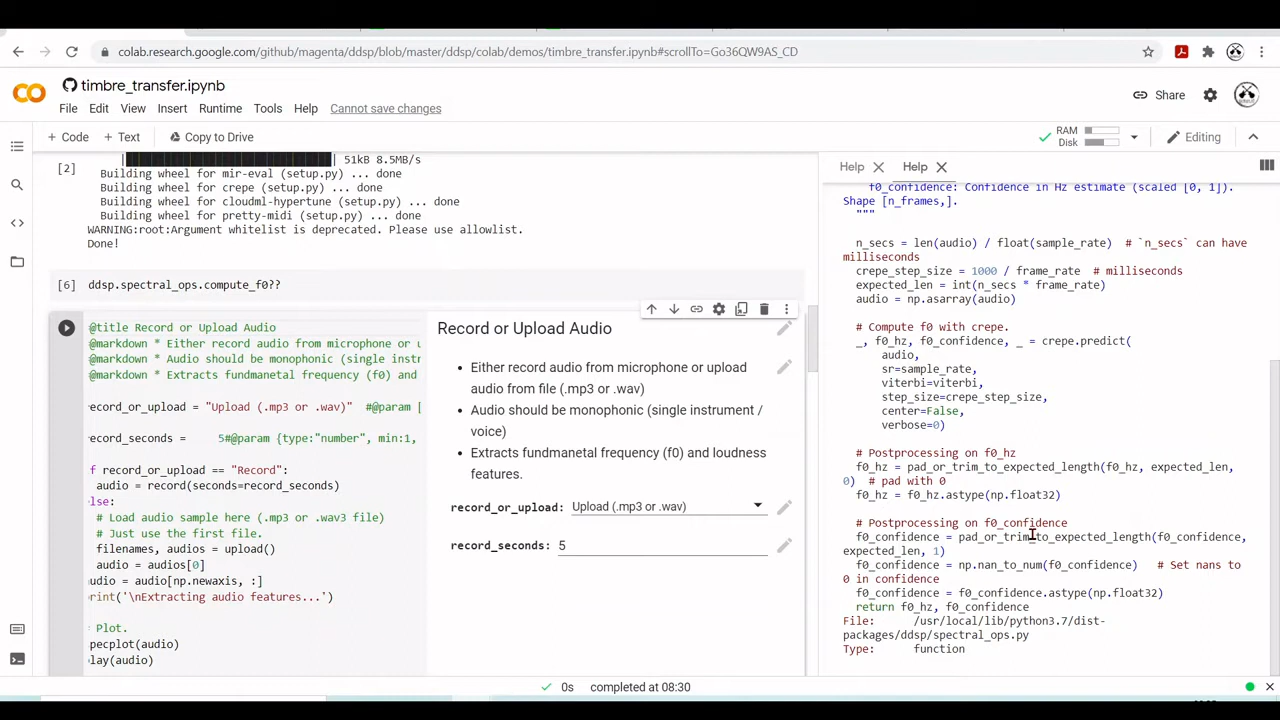 colab.research.google.com/github/magenta/ddsp/blob/master/ddsp/colab/demos/timbre_transfer.ipynb#scrollTo=Go36QW9AS_CD
timbre_transfer.ipynb
Share
File Edit View Insert Runtime Tools Help Cannot save changes
+ Code + Text Copy to Drive
RAM
Disk
Editing
[2]
51kB 8.5MB/s
Building wheel for mir-eval (setup.py) ... done
Building wheel for crepe (setup.py) ... done
Building wheel for cloudml-hypertune (setup.py) ... done
Building wheel for pretty-midi (setup.py) ... done
WARNING:root:Argument whitelist is deprecated. Please use allowlist.
Done!
[6] ddsp.spectral_ops.compute_f0??
@title Record or Upload Audio
@markdown * Either record audio from microphone or u
@markdown * Audio should be monophonic (single instr
@markdown * Extracts fundmanetal frequency (f0) and
record_or_upload = "Upload (.mp3 or .wav)" #@param [
record_seconds = 5#@param {type:"number", min:1,
f record_or_upload == "Record":
audio = record(seconds=record_seconds)
else:
# Load audio sample here (.mp3 or .wav3 file)
# Just use the first file.
filenames, audios = upload()
audio = audios[0]
audio = audio[np.newaxis, :]
print('\nExtracting audio features...')
Plot.
pecplot(audio)
play(audio)
Record or Upload Audio
Either record audio from microphone or upload
audio from file (.mp3 or .wav)
Audio should be monophonic (single instrument /
voice)
Extracts fundmanetal frequency (f0) and loudness
features.
record_or_upload: Upload (.mp3 or .wav)
record_seconds: 5
Help Help
f0_confidence: Confidence in Hz estimate (scaled [0, 1]).
Shape [n_frames,].
"""
n_secs = len(audio) / float(sample_rate) # `n_secs` can have
milliseconds
crepe_step_size = 1000 / frame_rate # milliseconds
expected_len = int(n_secs * frame_rate)
audio = np.asarray(audio)
# Compute f0 with crepe.
_, f0_hz, f0_confidence, _ = crepe.predict(
audio,
sr=sample_rate,
viterbi=viterbi,
step_size=crepe_step_size,
center=False,
verbose=0)
# Postprocessing on f0_hz
f0_hz = pad_or_trim_to_expected_length(f0_hz, expected_len,
0) # pad with 0
f0_hz = f0_hz.astype(np.float32)
# Postprocessing on f0_confidence
f0_confidence = pad_or_trim_to_expected_length(f0_confidence,
expected_len, 1)
f0_confidence = np.nan_to_num(f0_confidence) # Set nans to
0 in confidence
f0_confidence = f0_confidence.astype(np.float32)
return f0_hz, f0_confidence
File: /usr/local/lib/python3.7/dist-
packages/ddsp/spectral_ops.py
Type: function
0s completed at 08:30